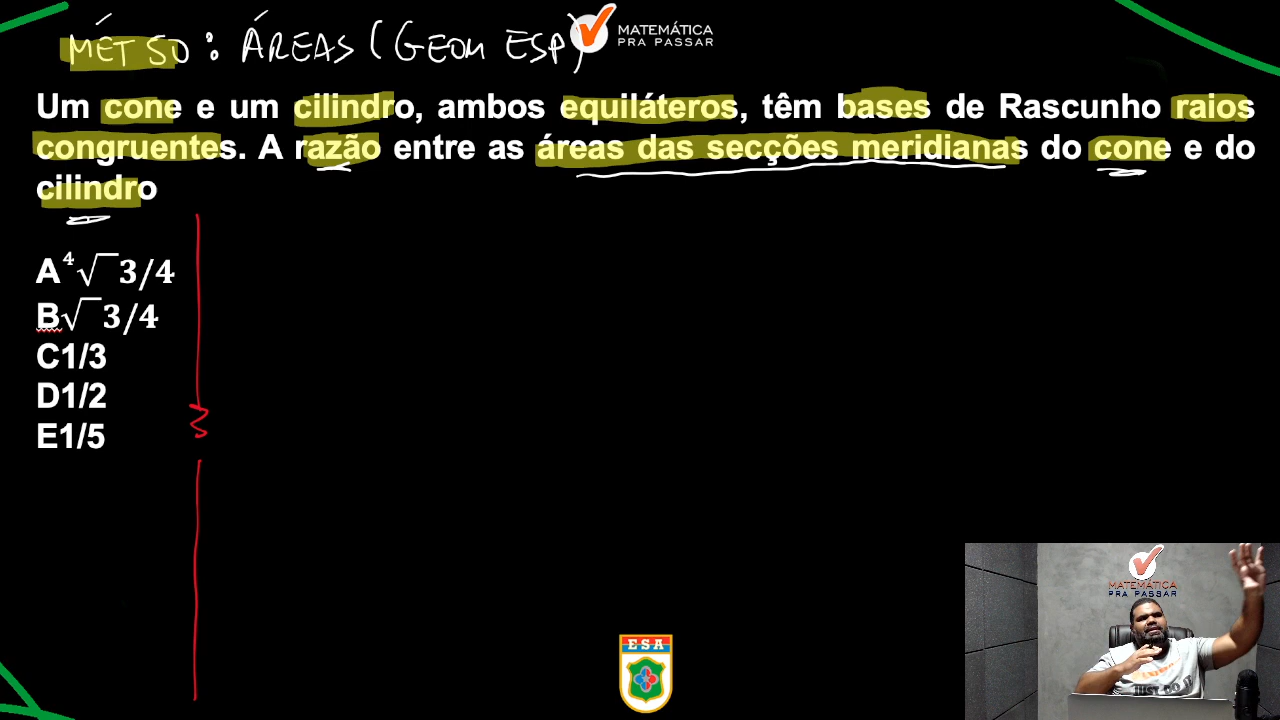 MÉT SO: ÁREAS (GEOM ESP)
MATEMÁTICA
PRA PASSAR
Um cone e um cilindro, ambos equiláteros, têm bases de Rascunho raios
congruentes. A razão entre as áreas das secções meridianas do cone e do
cilindro
A⁴√‾3/4
B√‾3/4
C1/3
D1/2
E1/5
MATEMÁTICA
PRA PASSAR
ESA